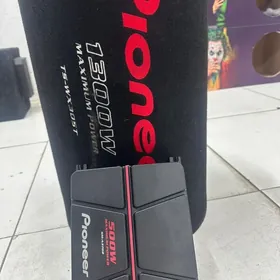 Pioneer
1300W
MAXIMUM POWER
TS-WX305T
Pioneer
500W